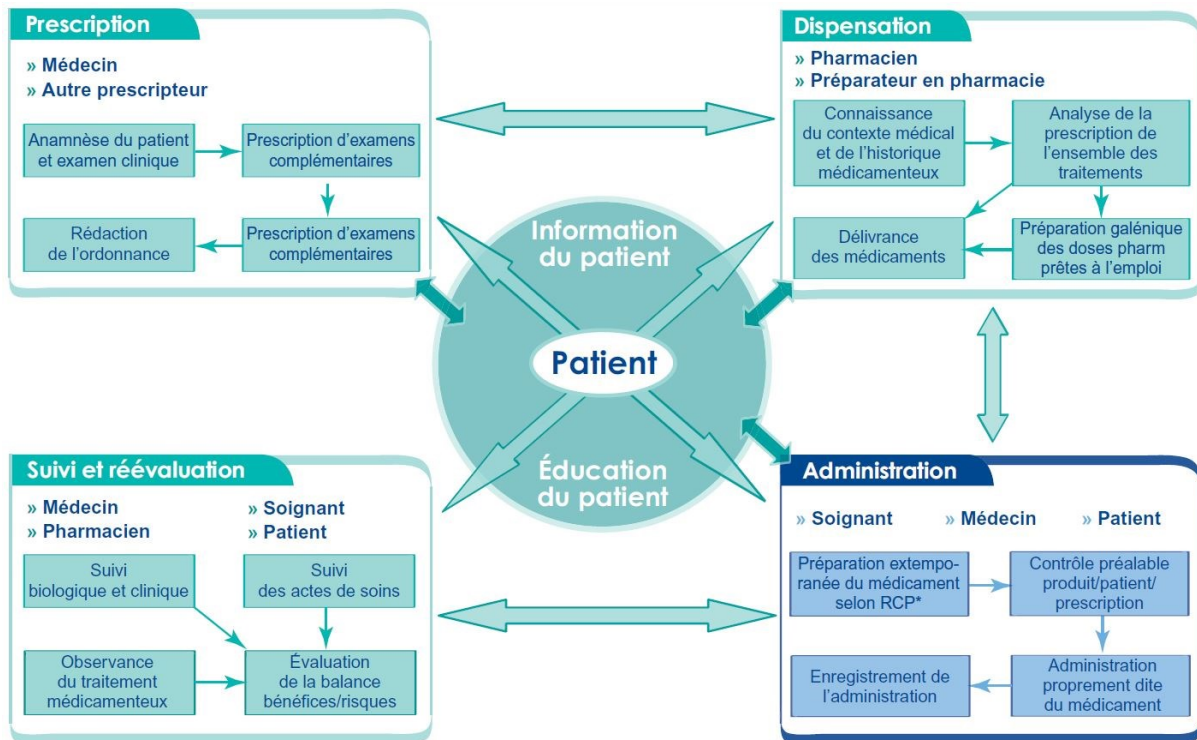 Prescription
» Médecin
» Autre prescripteur
Anamnèse du patient
et examen clinique
Prescription d’examens
complémentaires
Prescription d’examens
complémentaires
Rédaction
de l’ordonnance
Dispensation
» Pharmacien
» Préparateur en pharmacie
Connaissance
du contexte médical
et de l’historique
médicamenteux
Analyse de la
prescription de
l’ensemble des
traitements
Délivrance
des médicaments
Préparation galénique
des doses pharm
prêtes à l’emploi
Information
du patient
Patient
Éducation
du patient
Suivi et réévaluation
» Médecin
» Pharmacien
» Soignant
» Patient
Suivi
biologique et clinique
Suivi
des actes de soins
Observance
du traitement
médicamenteux
Évaluation
de la balance
bénéfices/risques
Administration
» Soignant
» Médecin
» Patient
Préparation extempo-
ranée du médicament
selon RCP*
Contrôle préalable
produit/patient/
prescription
Enregistrement de
l’administration
Administration
proprement dite
du médicament